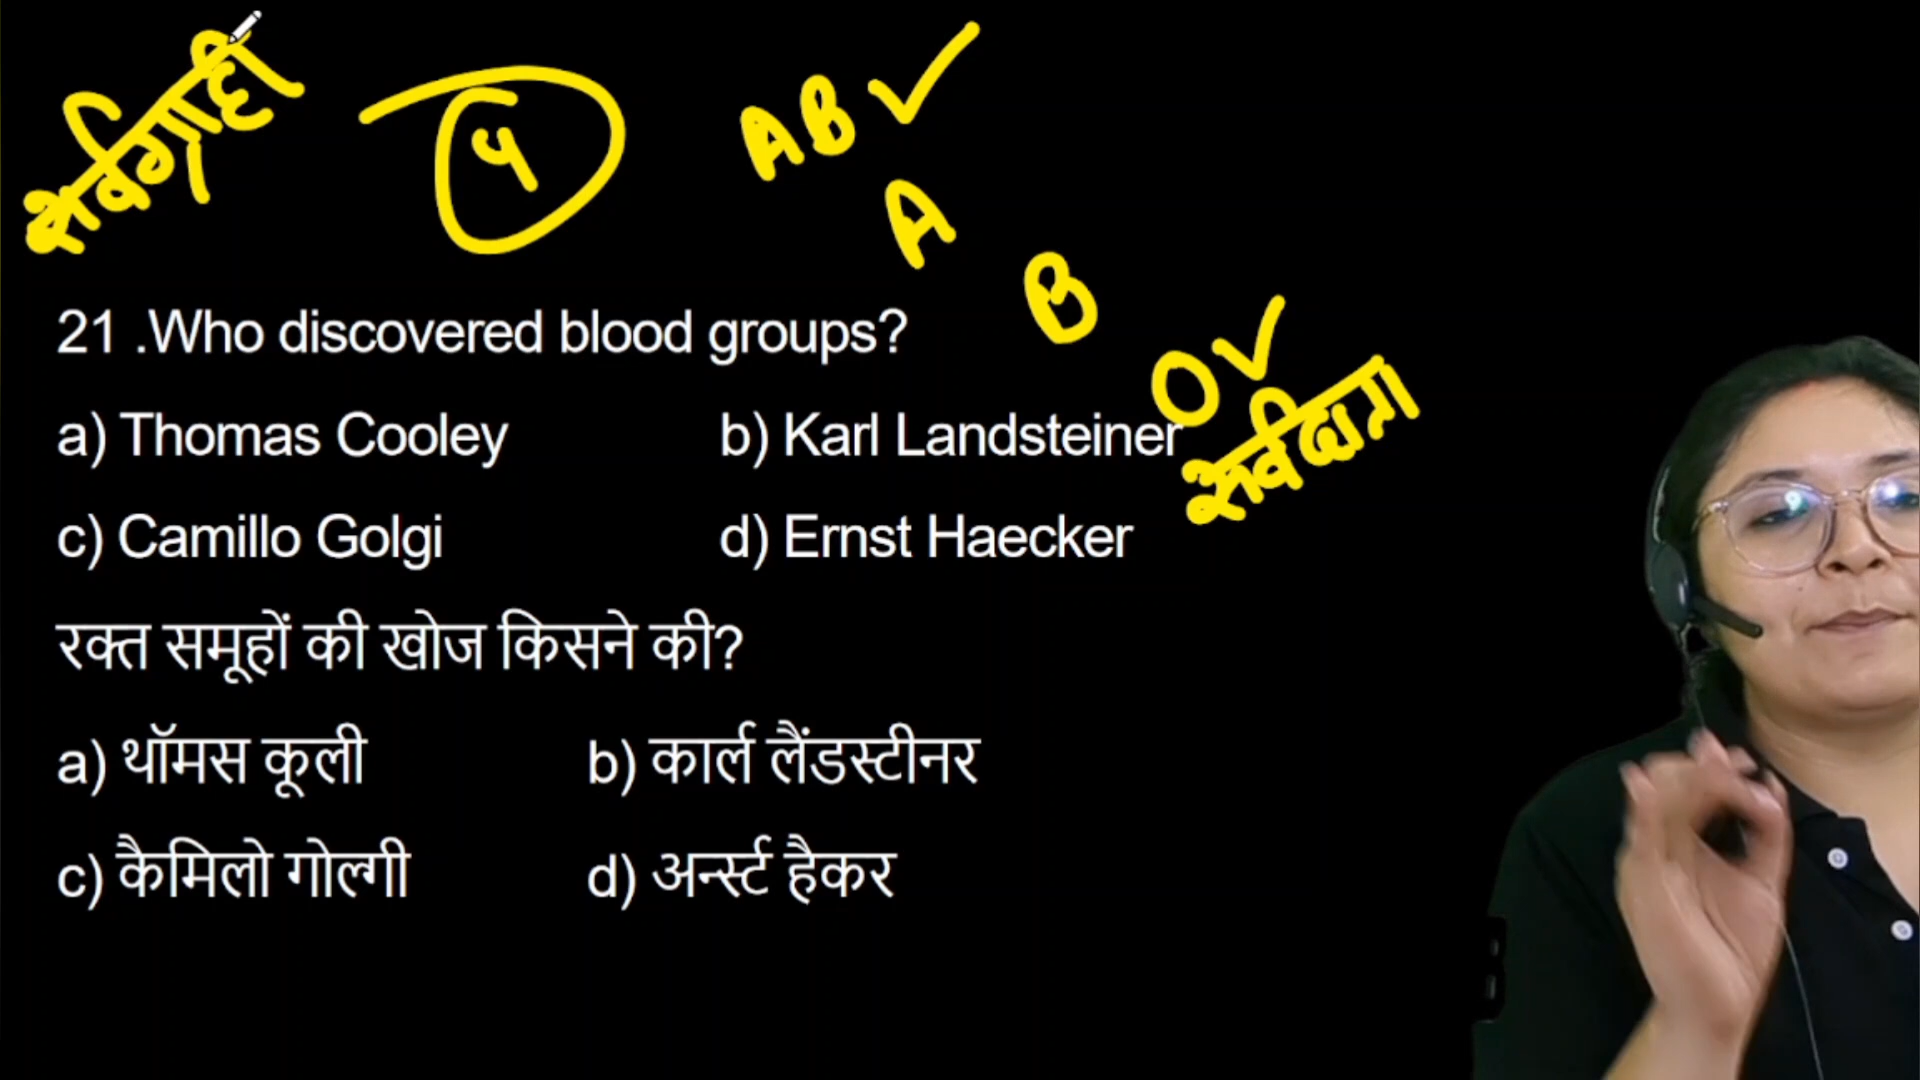 सर्वग्राही
AB ✓
A
B
O ✓
सर्वदाता
21 .Who discovered blood groups?
a) Thomas Cooley b) Karl Landsteiner
c) Camillo Golgi d) Ernst Haecker
रक्त समूहों की खोज किसने की?
a) थॉमस कूली b) कार्ल लैंडस्टीनर
c) कैमिलो गोल्गी d) अर्न्स्ट हैकर